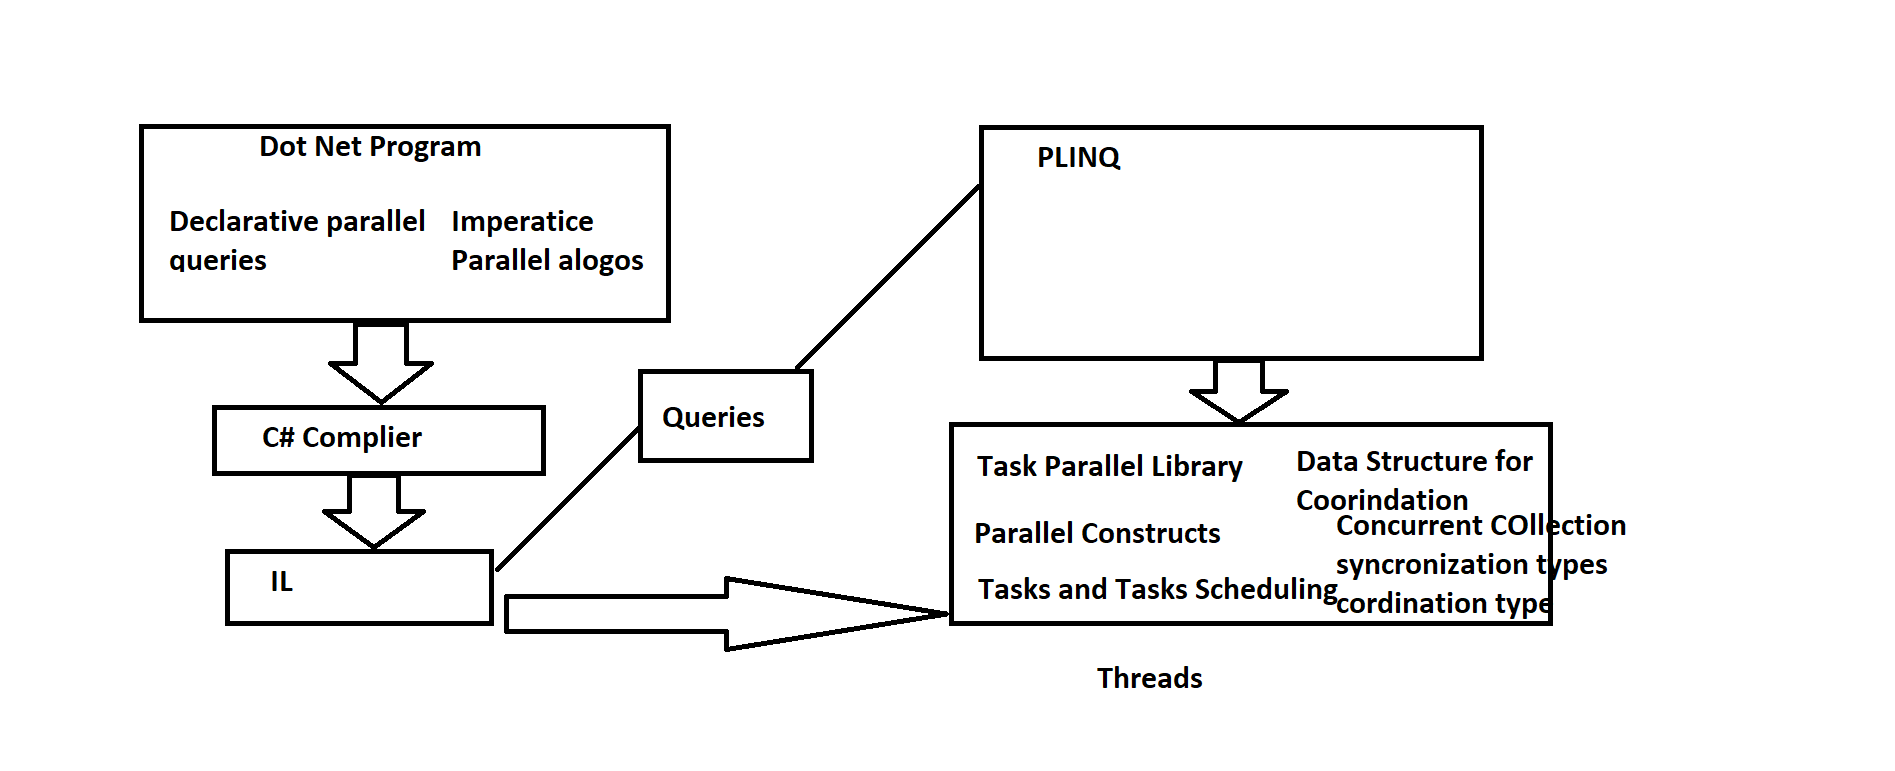 Dot Net Program
Declarative parallel
queries
Imperatice
Parallel alogos
C# Complier
IL
Queries
PLINQ
Task Parallel Library
Parallel Constructs
Tasks and Tasks Scheduling
Data Structure for
Coorindation
Concurrent COllection
syncronization types
cordination type
Threads